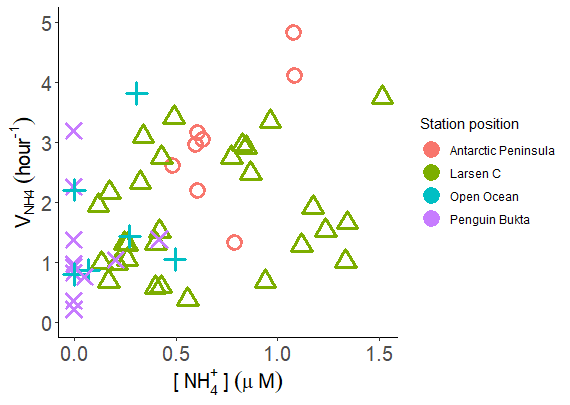 5
4
3
2
1
0
V_NH4 (hour⁻¹)
0.0 0.5 1.0 1.5
[ NH₄⁺ ] (μ M)
Station position
Antarctic Peninsula
Larsen C
Open Ocean
Penguin Bukta